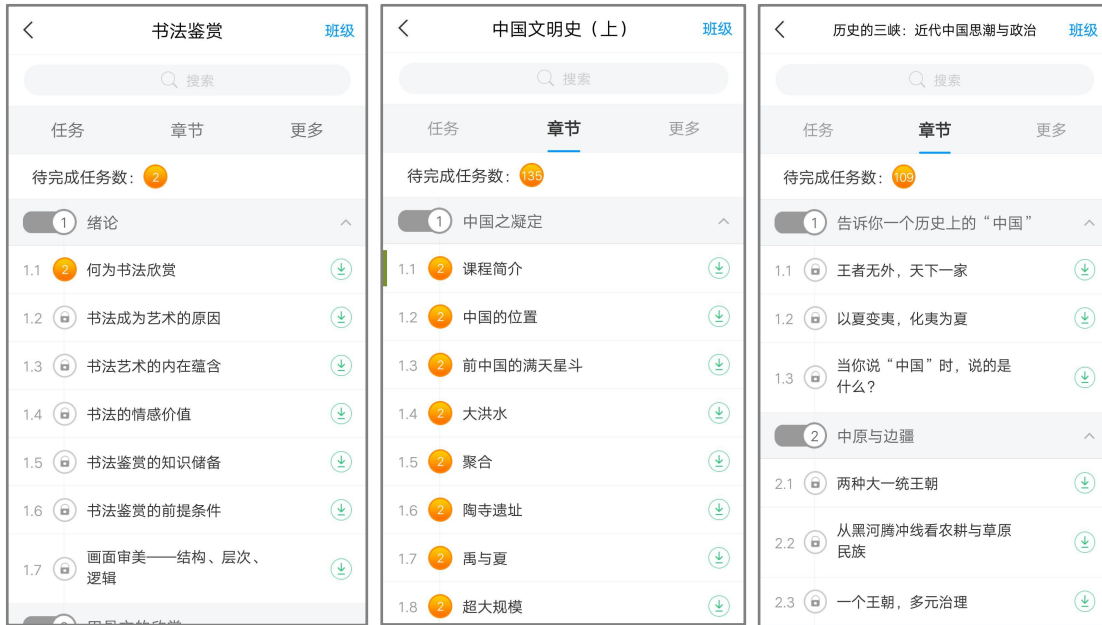 书法鉴赏
班级
搜索
任务
章节
更多
待完成任务数：
2
1
绪论
1.1
2
何为书法欣赏
1.2
书法成为艺术的原因
1.3
书法艺术的内在蕴含
1.4
书法的情感价值
1.5
书法鉴赏的知识储备
1.6
书法鉴赏的前提条件
1.7
画面审美——结构、层次、
逻辑
中国文明史（上）
班级
搜索
任务
章节
更多
待完成任务数：
135
1
中国之凝定
1.1
2
课程简介
1.2
2
中国的位置
1.3
2
前中国的满天星斗
1.4
2
大洪水
1.5
2
聚合
1.6
2
陶寺遗址
1.7
2
禹与夏
1.8
2
超大规模
历史的三峡：近代中国思潮与政治
班级
搜索
任务
章节
更多
待完成任务数：
109
1
告诉你一个历史上的“中国”
1.1
王者无外，天下一家
1.2
以夏变夷，化夷为夏
1.3
当你说“中国”时，说的是
什么？
2
中原与边疆
2.1
两种大一统王朝
2.2
从黑河腾冲线看农耕与草原
民族
2.3
一个王朝，多元治理